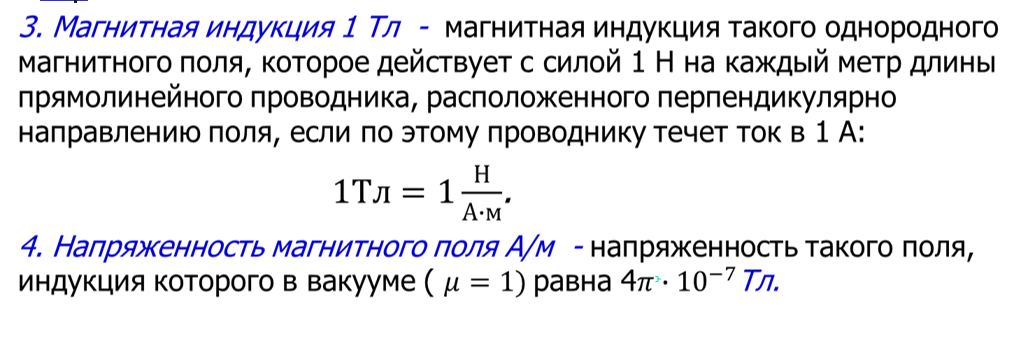 3. Магнитная индукция 1 Тл - магнитная индукция такого однородного
магнитного поля, которое действует с силой 1 Н на каждый метр длины
прямолинейного проводника, расположенного перпендикулярно
направлению поля, если по этому проводнику течет ток в 1 А:
1Тл = 1 Н/А·м.
4. Напряженность магнитного поля А/м - напряженность такого поля,
индукция которого в вакууме ( μ = 1) равна 4π · 10⁻⁷ Тл.